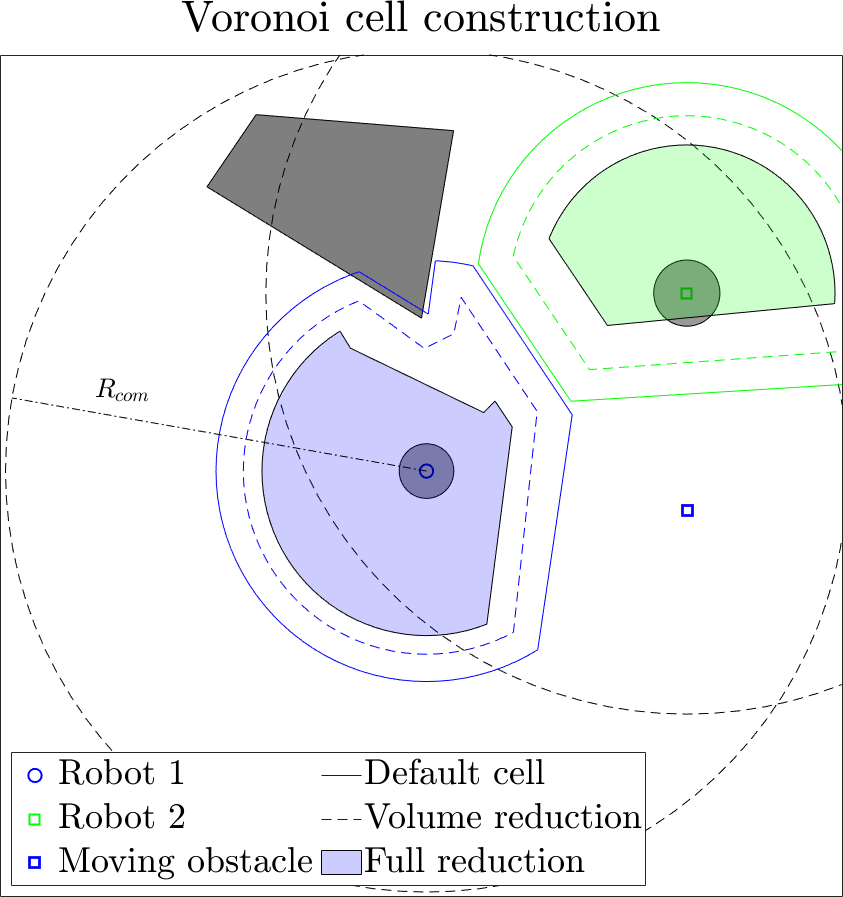 Voronoi cell construction
R_com
Robot 1 Default cell
Robot 2 Volume reduction
Moving obstacle Full reduction